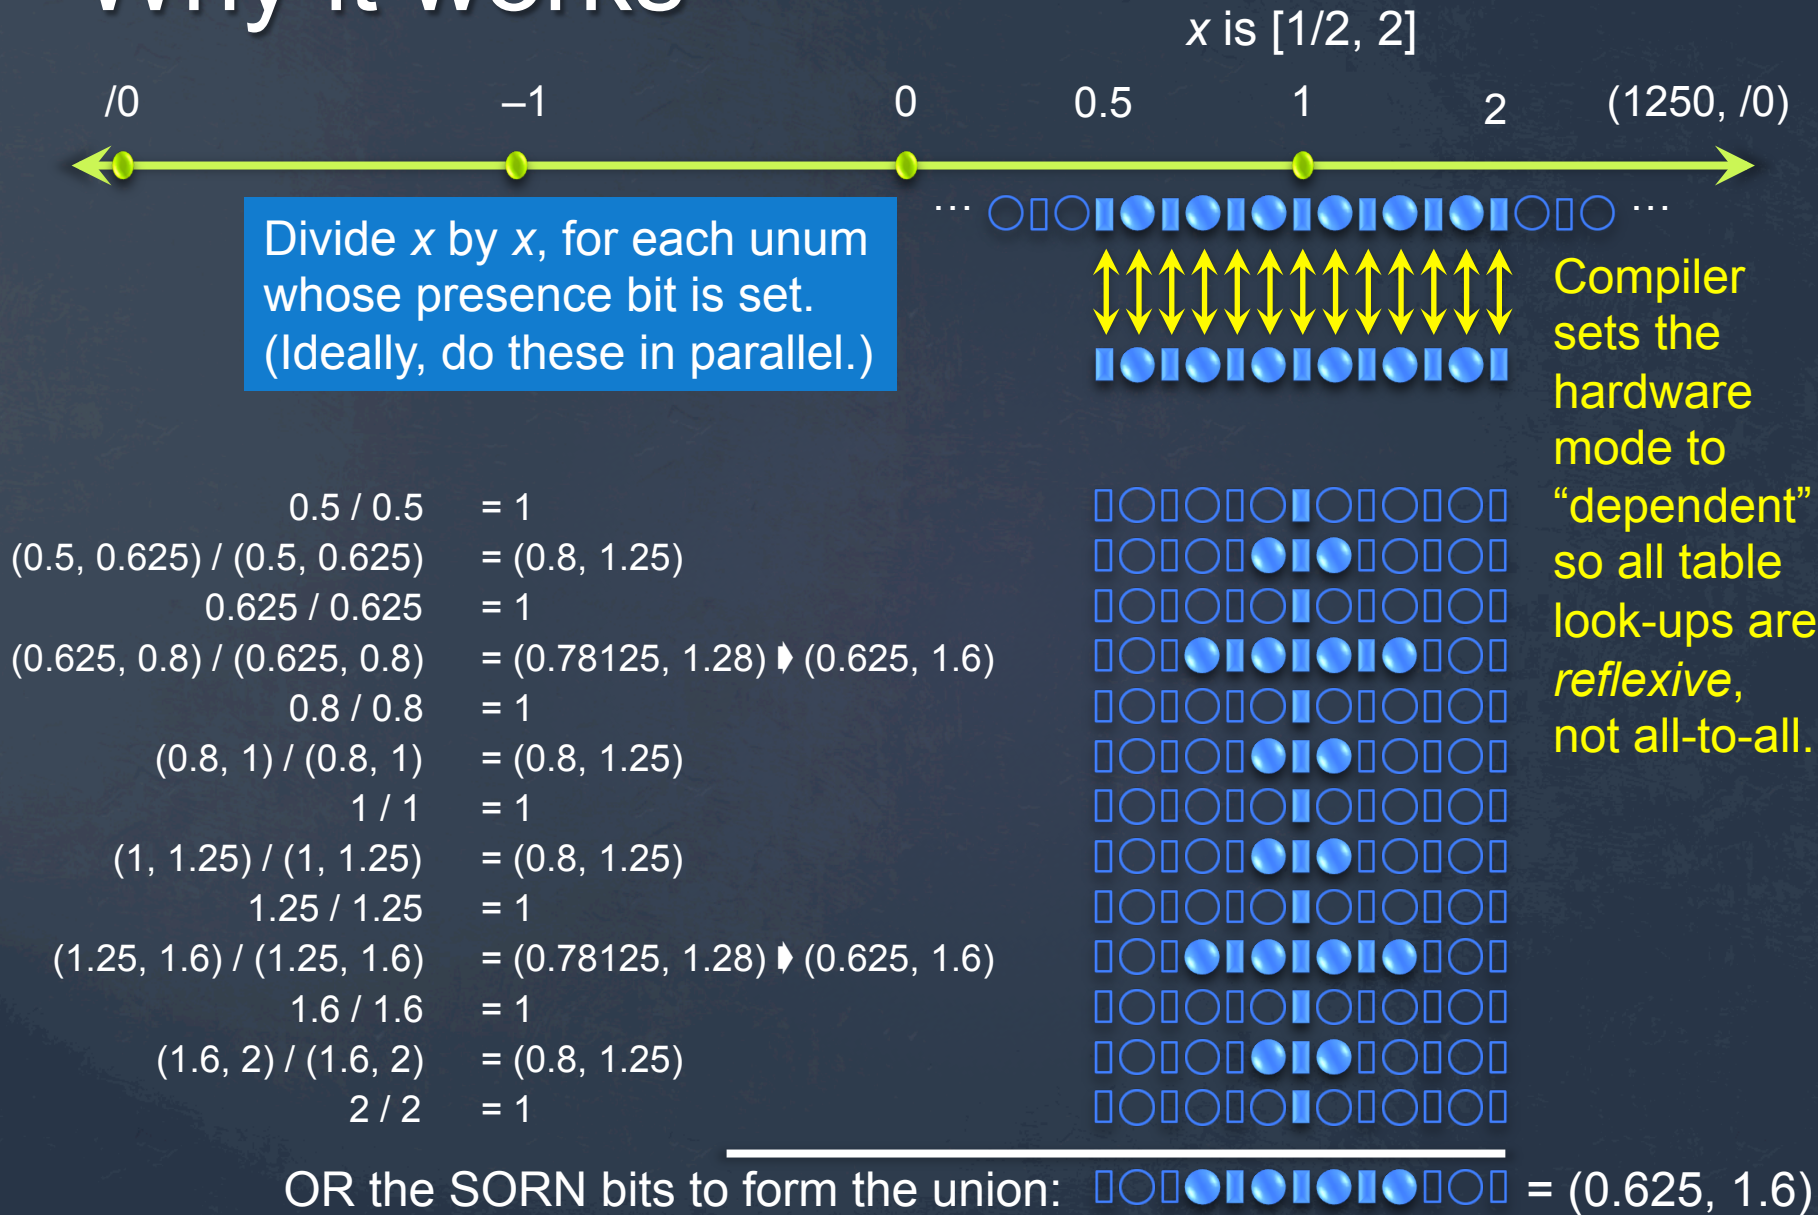 Why it works
x is [1/2, 2]
/0 –1 0 0.5 1 2 (1250, /0)
... ...
Divide x by x, for each unum
whose presence bit is set.
(Ideally, do these in parallel.)
Compiler
sets the
hardware
mode to
“dependent”
so all table
look-ups are
reflexive,
not all-to-all.
0.5 / 0.5 = 1
(0.5, 0.625) / (0.5, 0.625) = (0.8, 1.25)
0.625 / 0.625 = 1
(0.625, 0.8) / (0.625, 0.8) = (0.78125, 1.28) ➧ (0.625, 1.6)
0.8 / 0.8 = 1
(0.8, 1) / (0.8, 1) = (0.8, 1.25)
1 / 1 = 1
(1, 1.25) / (1, 1.25) = (0.8, 1.25)
1.25 / 1.25 = 1
(1.25, 1.6) / (1.25, 1.6) = (0.78125, 1.28) ➧ (0.625, 1.6)
1.6 / 1.6 = 1
(1.6, 2) / (1.6, 2) = (0.8, 1.25)
2 / 2 = 1
OR the SORN bits to form the union: = (0.625, 1.6)